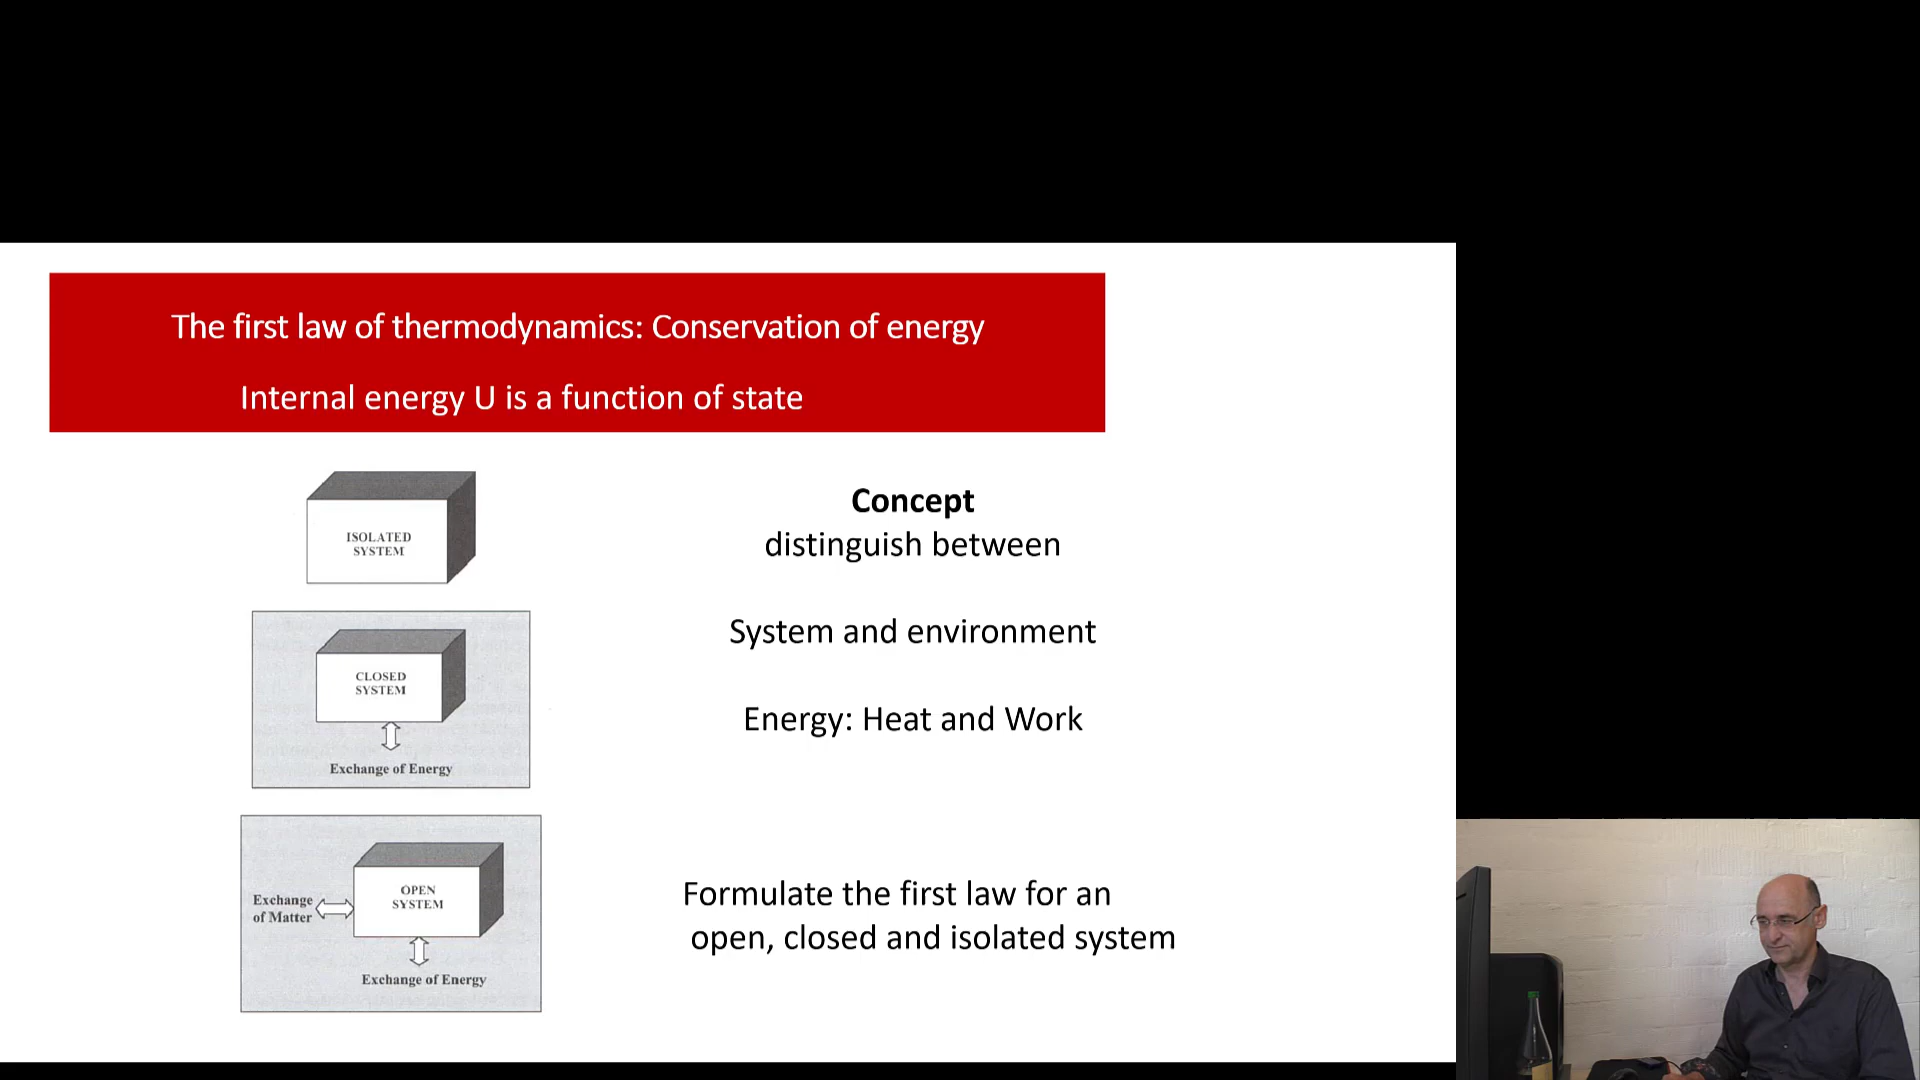 The first law of thermodynamics: Conservation of energy
Internal energy U is a function of state
ISOLATED
SYSTEM
CLOSED
SYSTEM
Exchange of Energy
OPEN
SYSTEM
Exchange
of Matter
Exchange of Energy
Concept
distinguish between
System and environment
Energy: Heat and Work
Formulate the first law for an
open, closed and isolated system